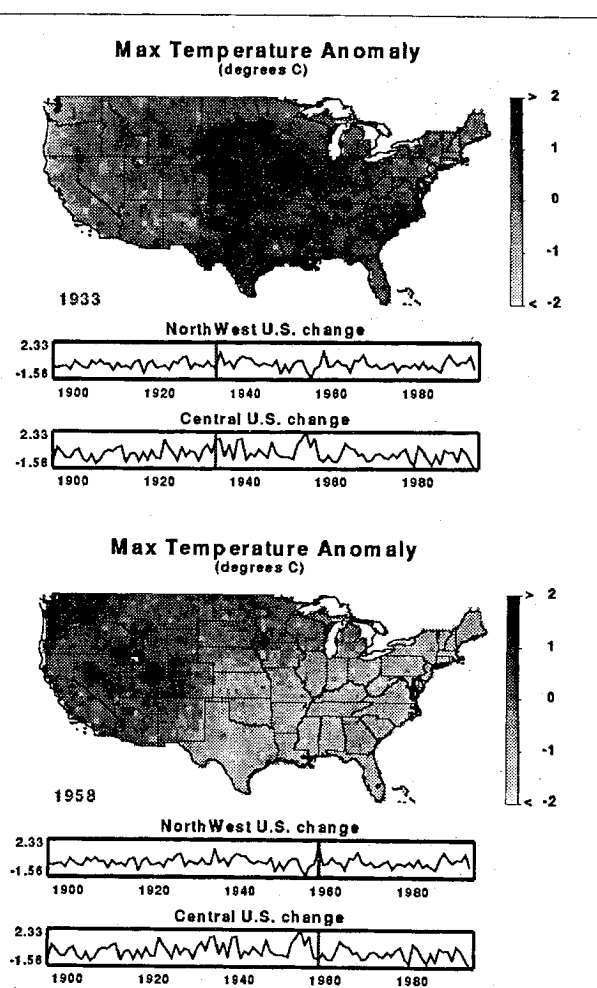 Max Temperature Anomaly
(degrees C)
> 2
1
0
-1
< -2
1933
NorthWest U.S. change
2.33
-1.56
1900 1920 1940 1960 1980
Central U.S. change
2.33
-1.56
1900 1920 1940 1960 1980
Max Temperature Anomaly
(degrees C)
> 2
1
0
-1
< -2
1958
NorthWest U.S. change
2.33
-1.56
1900 1920 1940 1960 1980
Central U.S. change
2.33
-1.56
1900 1920 1940 1960 1980